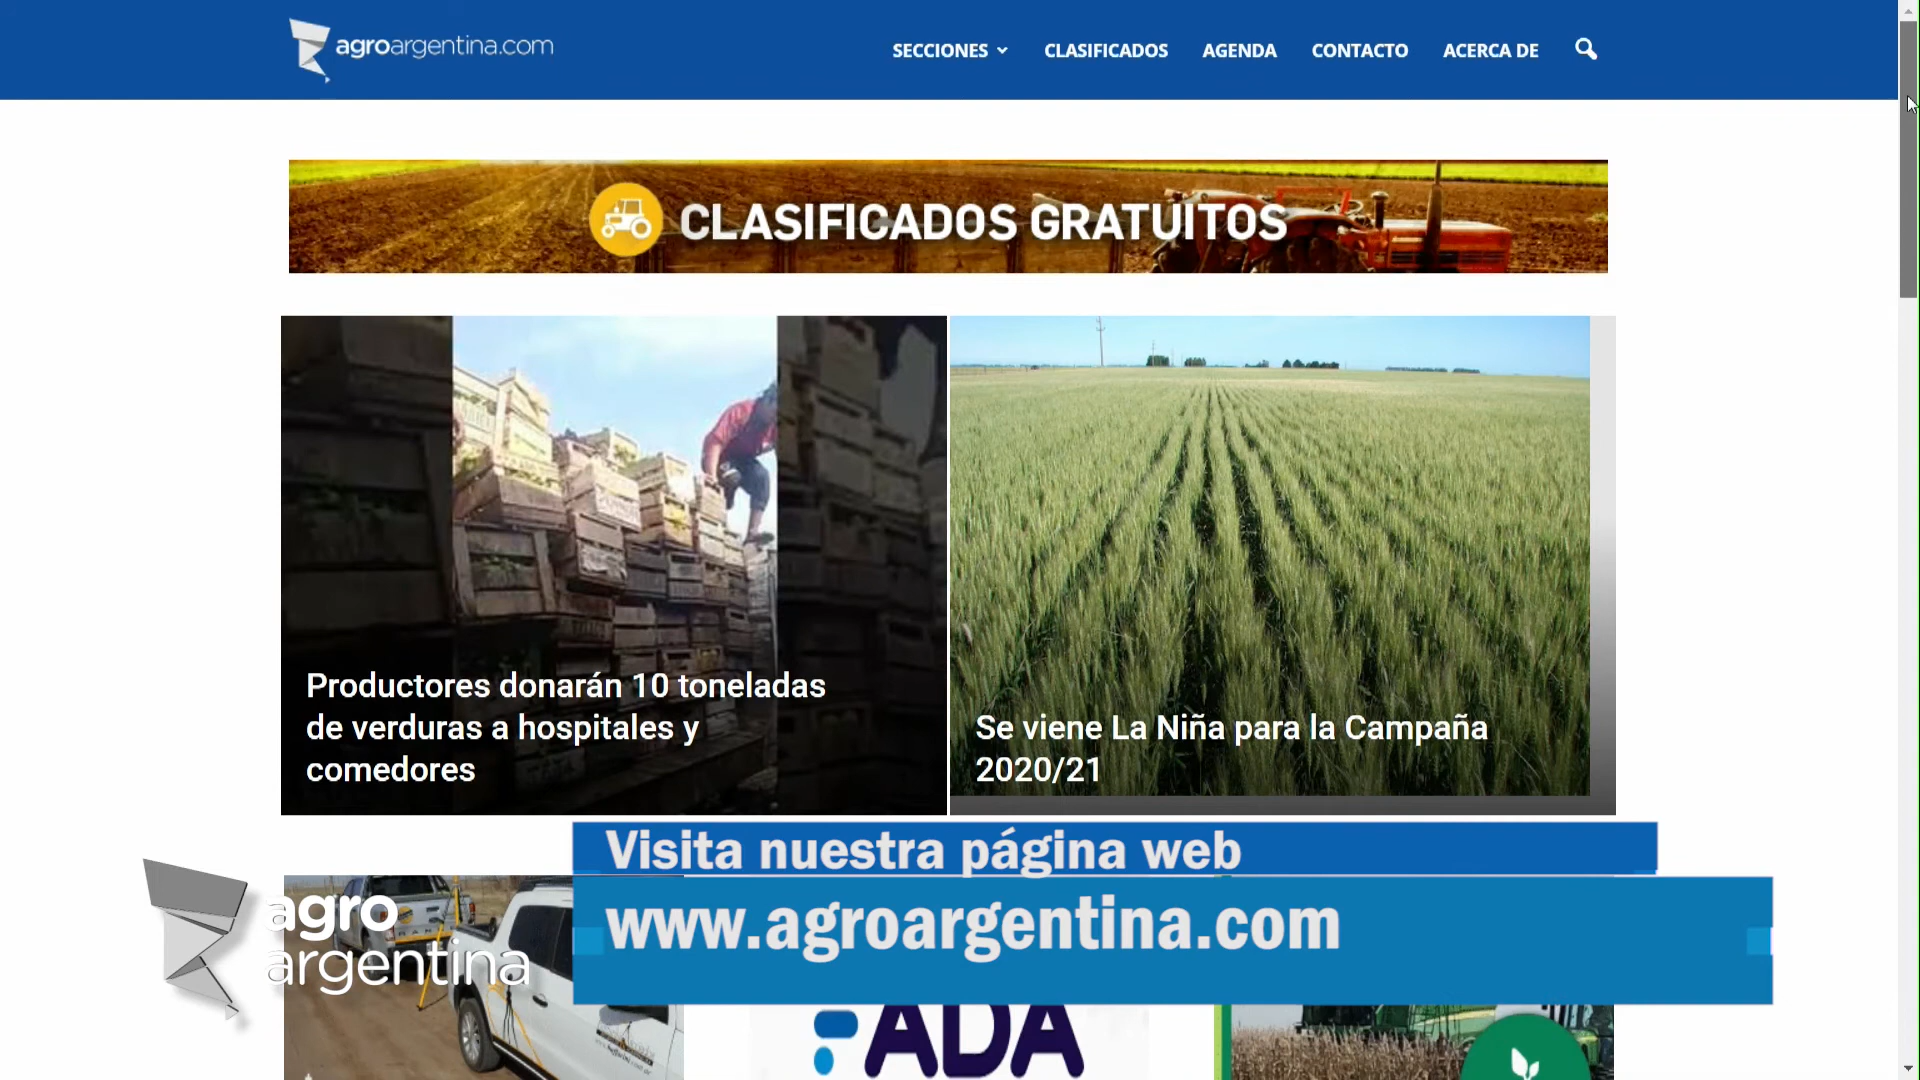 agroargentina.com
SECCIONES
CLASIFICADOS
AGENDA
CONTACTO
ACERCA DE
CLASIFICADOS GRATUITOS
Productores donarán 10 toneladas
de verduras a hospitales y
comedores
Se viene La Niña para la Campaña
2020/21
Visita nuestra página web
www.agroargentina.com
agro
argentina
ADA